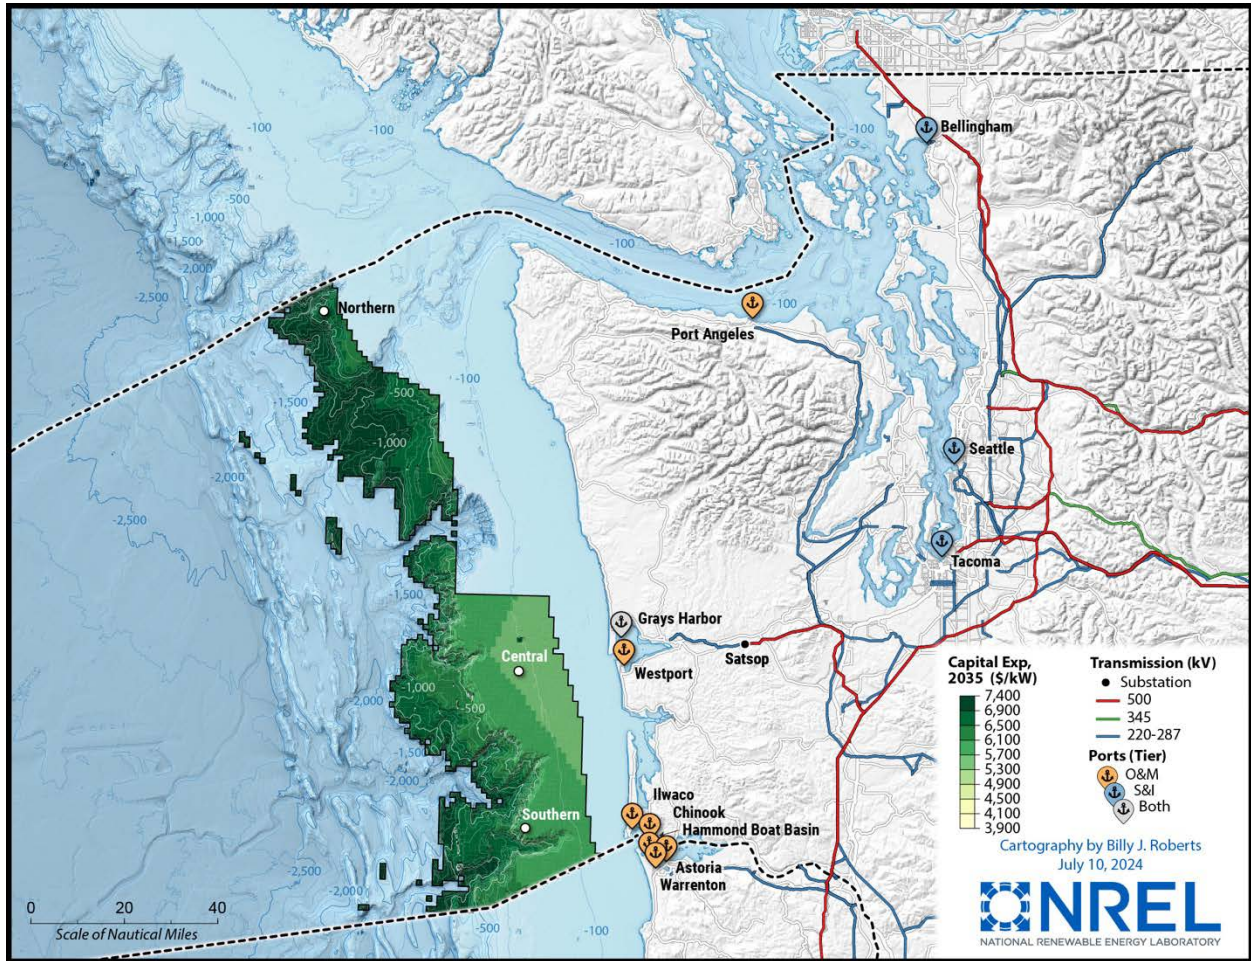 -100
Bellingham
-100
-100
-100
-500
-1,000
1,500
-2,000
-100
-2,500
Northern
-100
Port Angeles
-100
-500
-1,500
-1,000
Seattle
-2,000
-2,500
Tacoma
-1,500
Grays Harbor
Central
Satsop
Westport
-1,000
-2,000
-500
-1,500
-2,000
Ilwaco
Chinook
Southern
Hammond Boat Basin
Astoria
Warrenton
-2,500
-2,000
-500
-100
0 20 40
Scale of Nautical Miles
Capital Exp,
2035 ($/kW)
7,400
6,900
6,500
6,100
5,700
5,300
4,900
4,500
4,100
3,900
Transmission (kV)
Substation
500
345
220-287
Ports (Tier)
O&M
S&I
Both
Cartography by Billy J. Roberts
July 10, 2024
NREL
NATIONAL RENEWABLE ENERGY LABORATORY